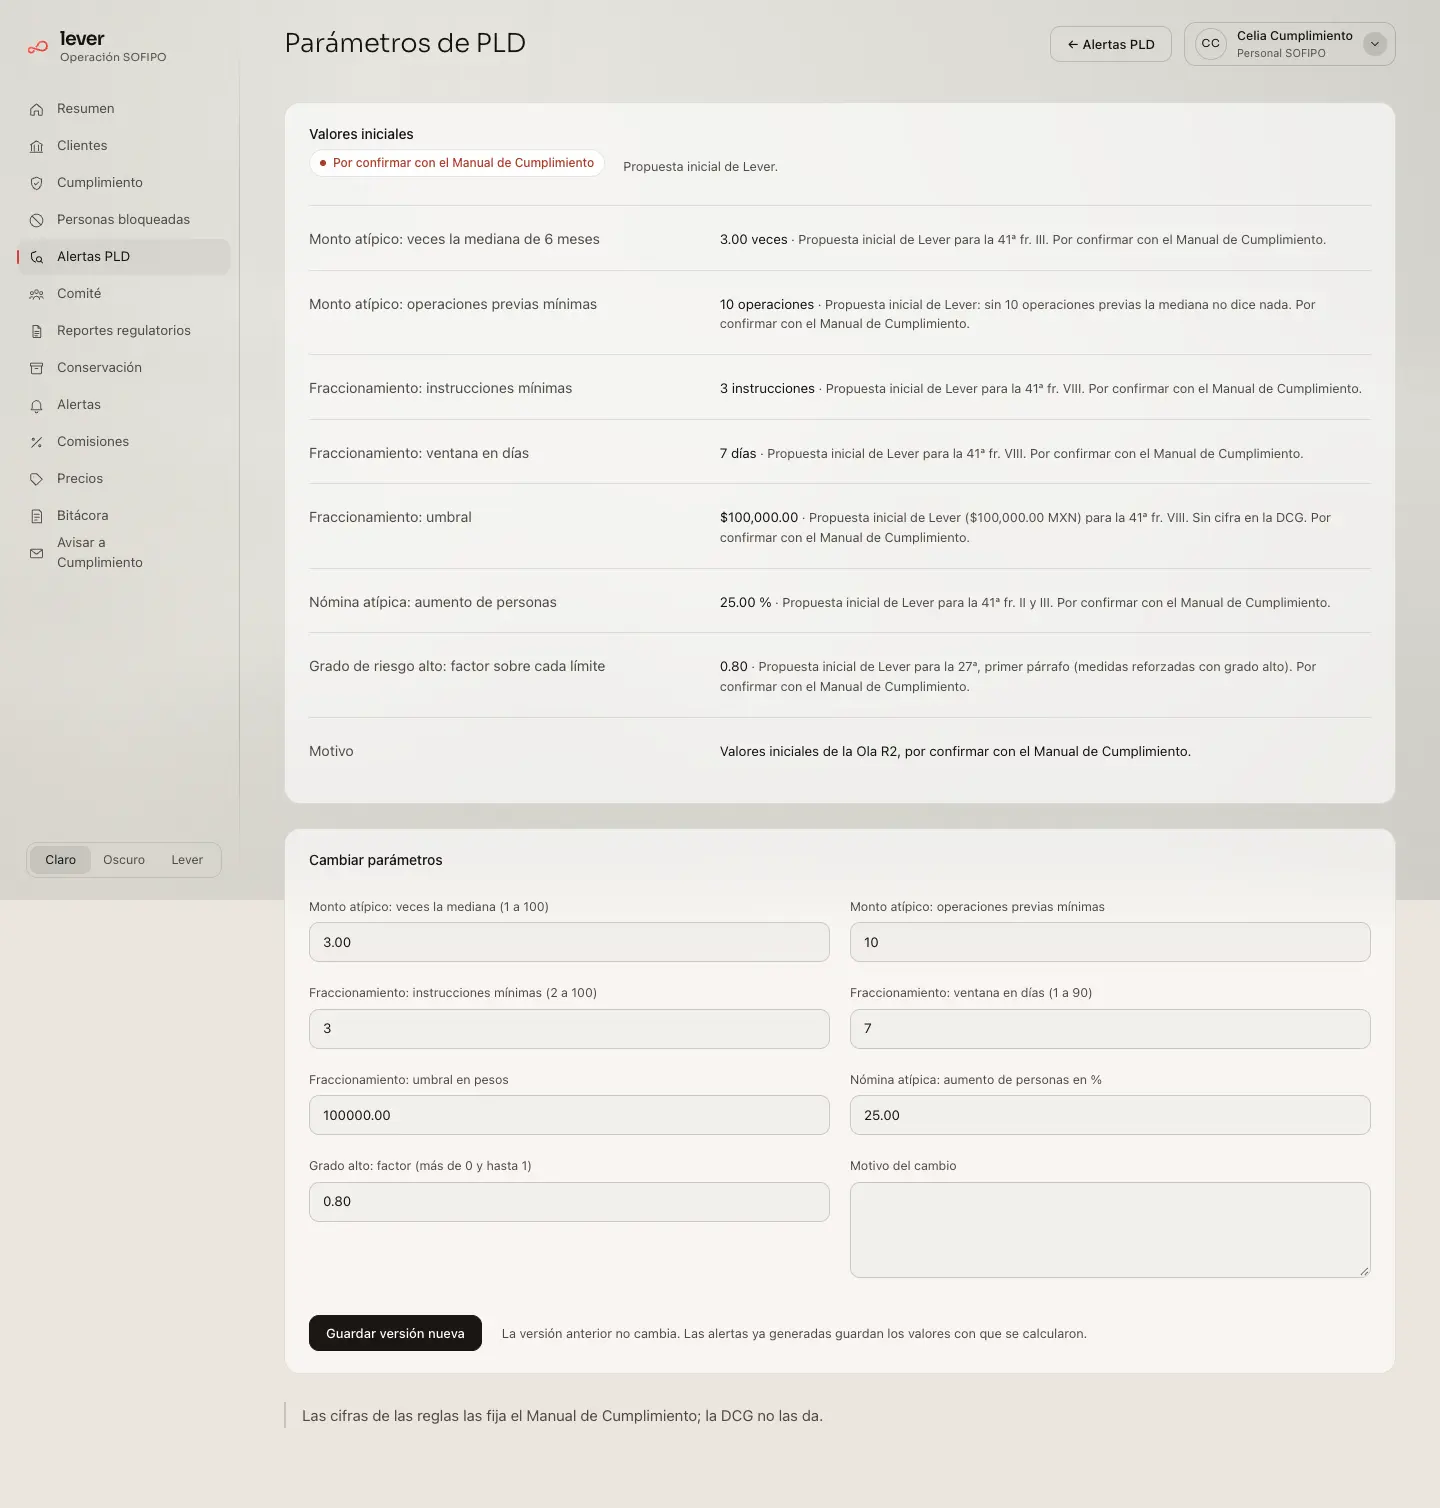 lever
Operación SOFIPO
Resumen
Clientes
Cumplimiento
Personas bloqueadas
Alertas PLD
Comité
Reportes regulatorios
Conservación
Alertas
Comisiones
Precios
Bitácora
Avisar a
Cumplimiento
Claro Oscuro Lever
Parámetros de PLD
← Alertas PLD
CC
Celia Cumplimiento
Personal SOFIPO
Valores iniciales
Por confirmar con el Manual de Cumplimiento
Propuesta inicial de Lever.
Monto atípico: veces la mediana de 6 meses
3.00 veces · Propuesta inicial de Lever para la 41ª fr. III. Por confirmar con el Manual de Cumplimiento.
Monto atípico: operaciones previas mínimas
10 operaciones · Propuesta inicial de Lever: sin 10 operaciones previas la mediana no dice nada. Por
confirmar con el Manual de Cumplimiento.
Fraccionamiento: instrucciones mínimas
3 instrucciones · Propuesta inicial de Lever para la 41ª fr. VIII. Por confirmar con el Manual de Cumplimiento.
Fraccionamiento: ventana en días
7 días · Propuesta inicial de Lever para la 41ª fr. VIII. Por confirmar con el Manual de Cumplimiento.
Fraccionamiento: umbral
$100,000.00 · Propuesta inicial de Lever ($100,000.00 MXN) para la 41ª fr. VIII. Sin cifra en la DCG. Por
confirmar con el Manual de Cumplimiento.
Nómina atípica: aumento de personas
25.00 % · Propuesta inicial de Lever para la 41ª fr. II y III. Por confirmar con el Manual de Cumplimiento.
Grado de riesgo alto: factor sobre cada límite
0.80 · Propuesta inicial de Lever para la 27ª, primer párrafo (medidas reforzadas con grado alto). Por
confirmar con el Manual de Cumplimiento.
Motivo
Valores iniciales de la Ola R2, por confirmar con el Manual de Cumplimiento.
Cambiar parámetros
Monto atípico: veces la mediana (1 a 100)
3.00
Monto atípico: operaciones previas mínimas
10
Fraccionamiento: instrucciones mínimas (2 a 100)
3
Fraccionamiento: ventana en días (1 a 90)
7
Fraccionamiento: umbral en pesos
100000.00
Nómina atípica: aumento de personas en %
25.00
Grado alto: factor (más de 0 y hasta 1)
0.80
Motivo del cambio
Guardar versión nueva
La versión anterior no cambia. Las alertas ya generadas guardan los valores con que se calcularon.
Las cifras de las reglas las fija el Manual de Cumplimiento; la DCG no las da.